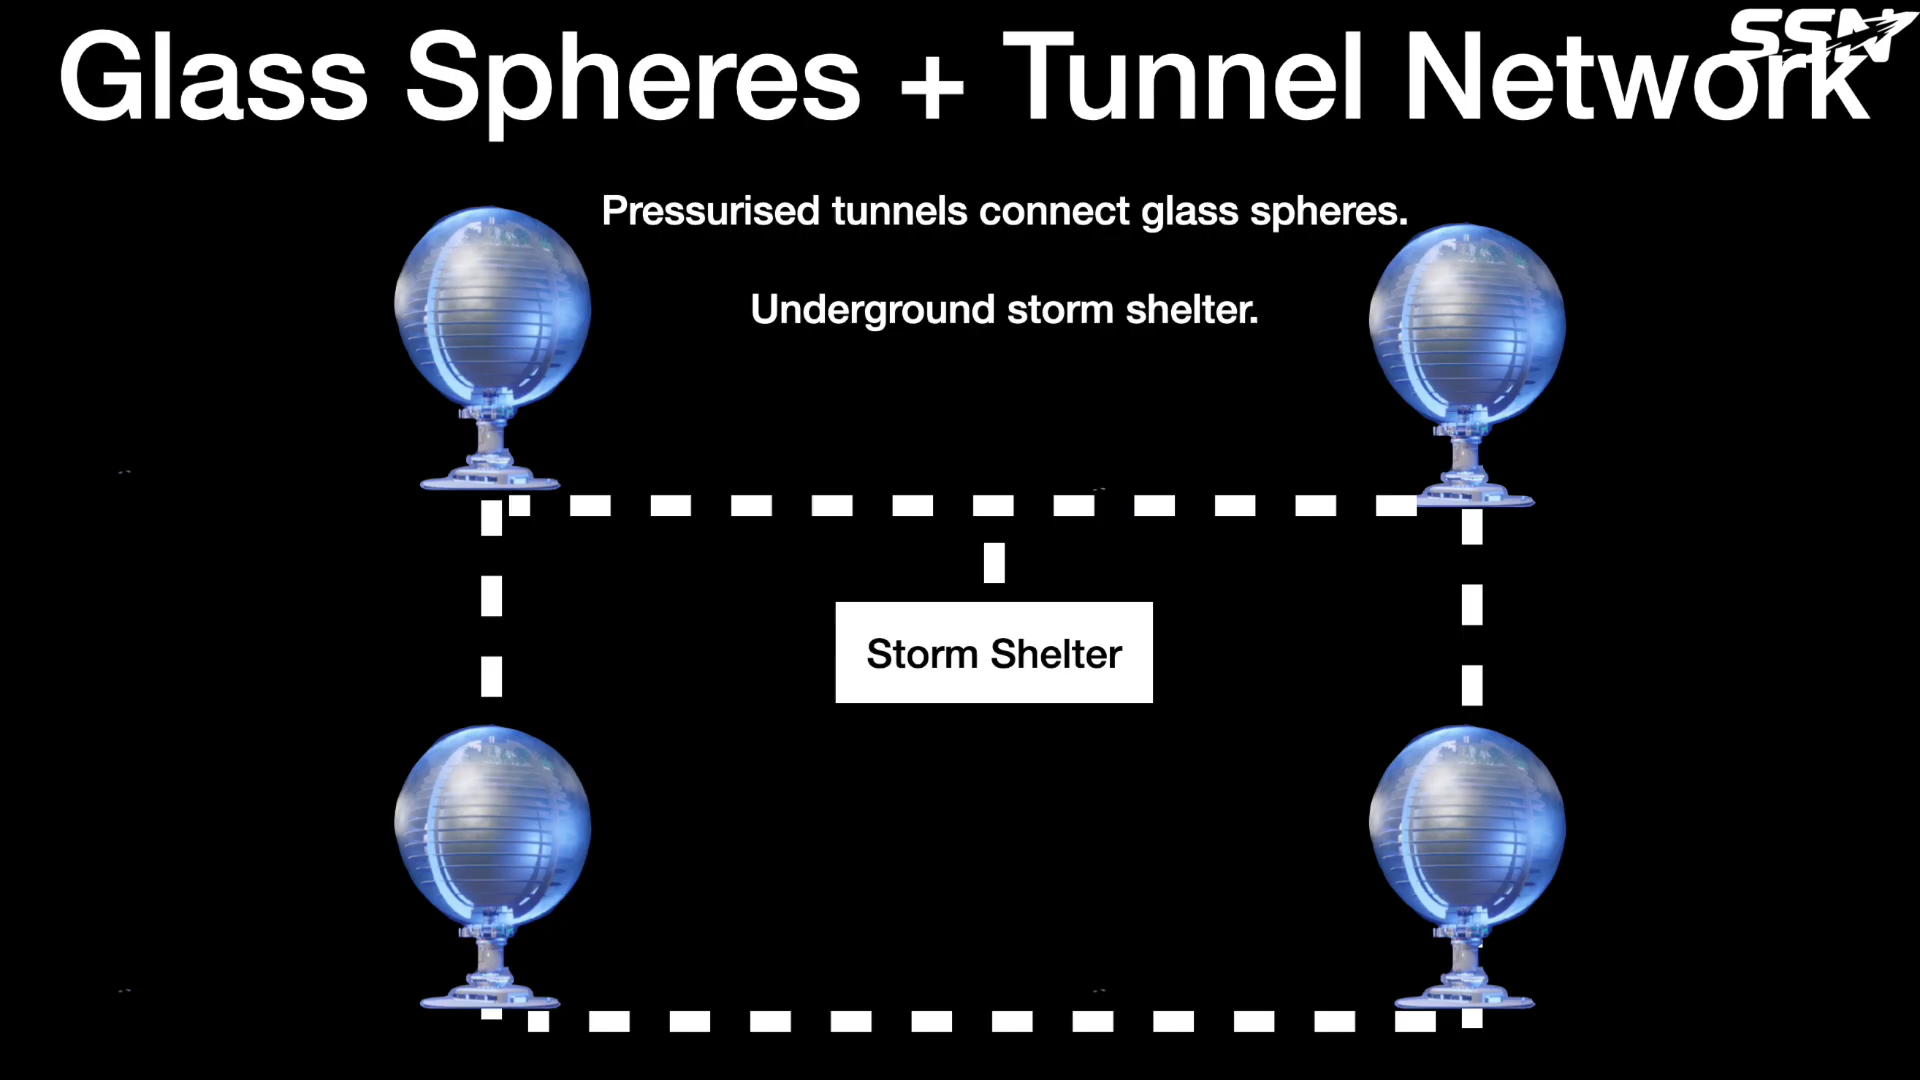 SSN
Glass Spheres + Tunnel Network
Pressurised tunnels connect glass spheres.
Underground storm shelter.
Storm Shelter